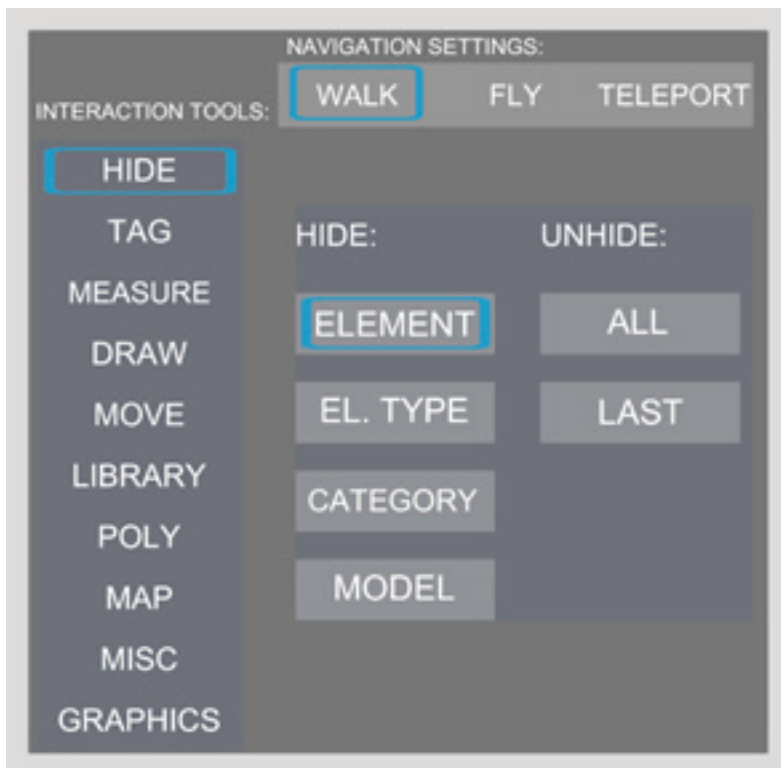 NAVIGATION SETTINGS:
WALK FLY TELEPORT
INTERACTION TOOLS:
HIDE
TAG
MEASURE
DRAW
MOVE
LIBRARY
POLY
MAP
MISC
GRAPHICS
HIDE: UNHIDE:
ELEMENT ALL
EL. TYPE LAST
CATEGORY
MODEL